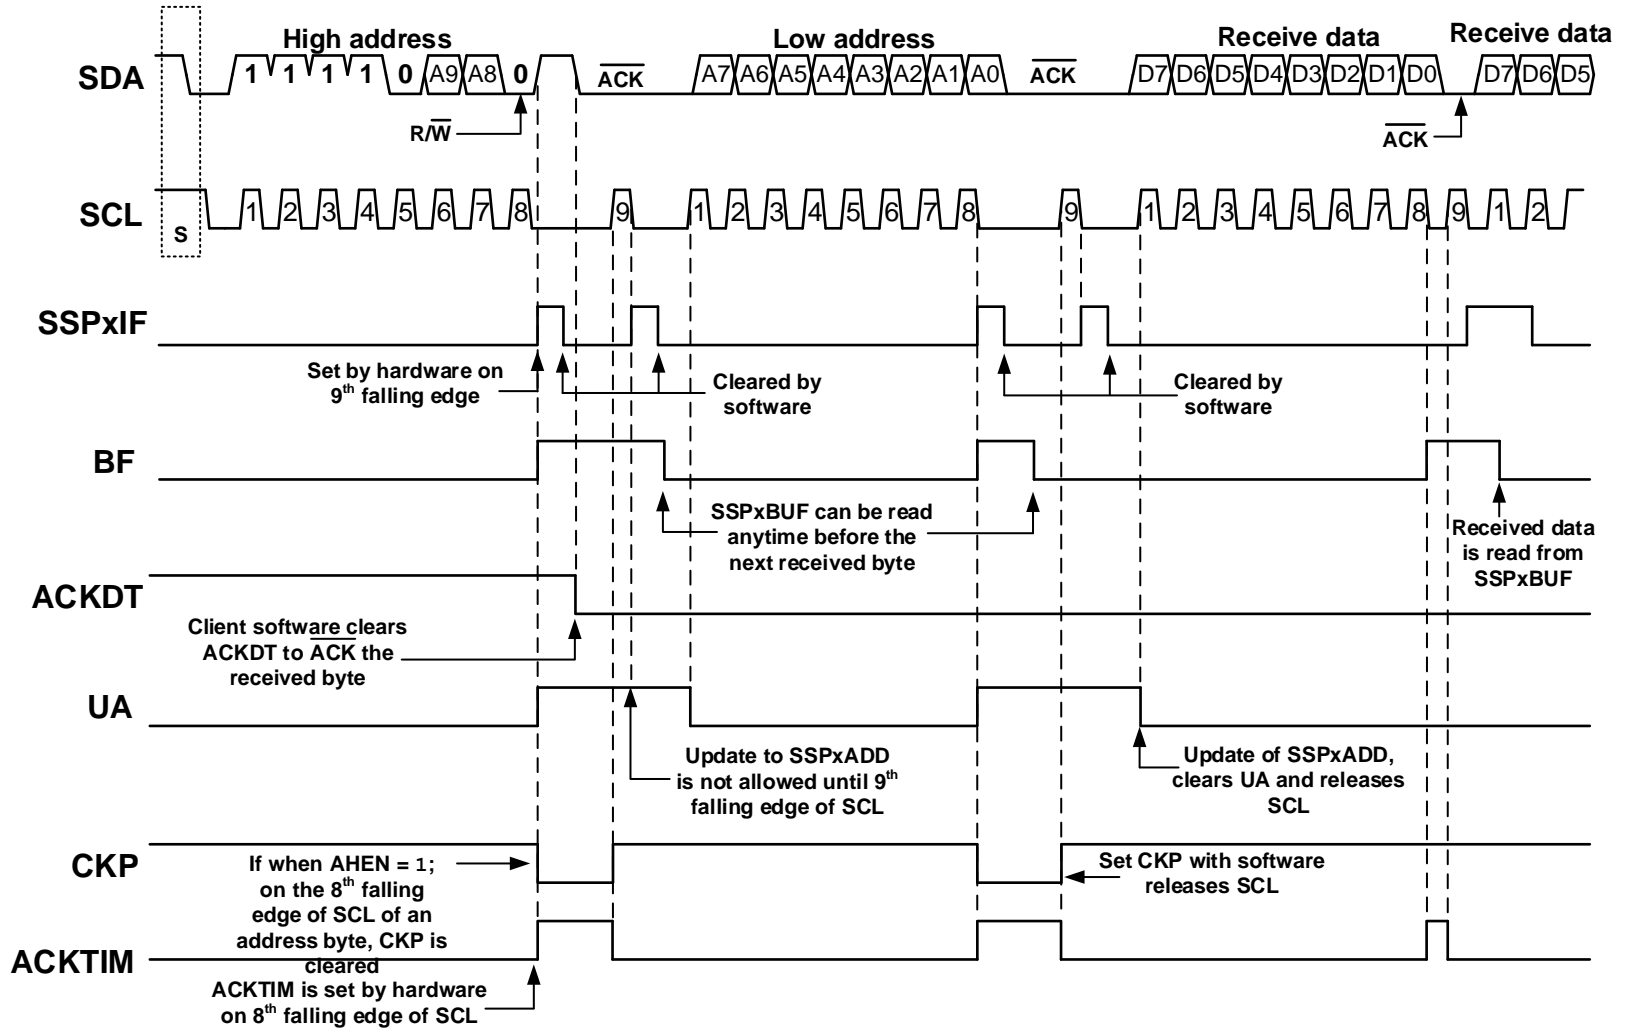 High address
Low address
Receive data
Receive data
SDA
1 1 1 1 0 A9 A8 0
ACK
A7 A6 A5 A4 A3 A2 A1 A0
ACK
D7 D6 D5 D4 D3 D2 D1 D0
D7 D6 D5
R/W
ACK
SCL
S
1 2 3 4 5 6 7 8 9 1 2 3 4 5 6 7 8 9 1 2 3 4 5 6 7 8 9 1 2
SSPxIF
Set by hardware on
9th falling edge
Cleared by
software
Cleared by
software
BF
SSPxBUF can be read
anytime before the
next received byte
Received data
is read from
SSPxBUF
ACKDT
Client software clears
ACKDT to ACK the
received byte
UA
Update to SSPxADD
is not allowed until 9th
falling edge of SCL
Update of SSPxADD,
clears UA and releases
SCL
CKP
If when AHEN = 1;
on the 8th falling
edge of SCL of an
address byte, CKP is
cleared
Set CKP with software
releases SCL
ACKTIM
ACKTIM is set by hardware
on 8th falling edge of SCL